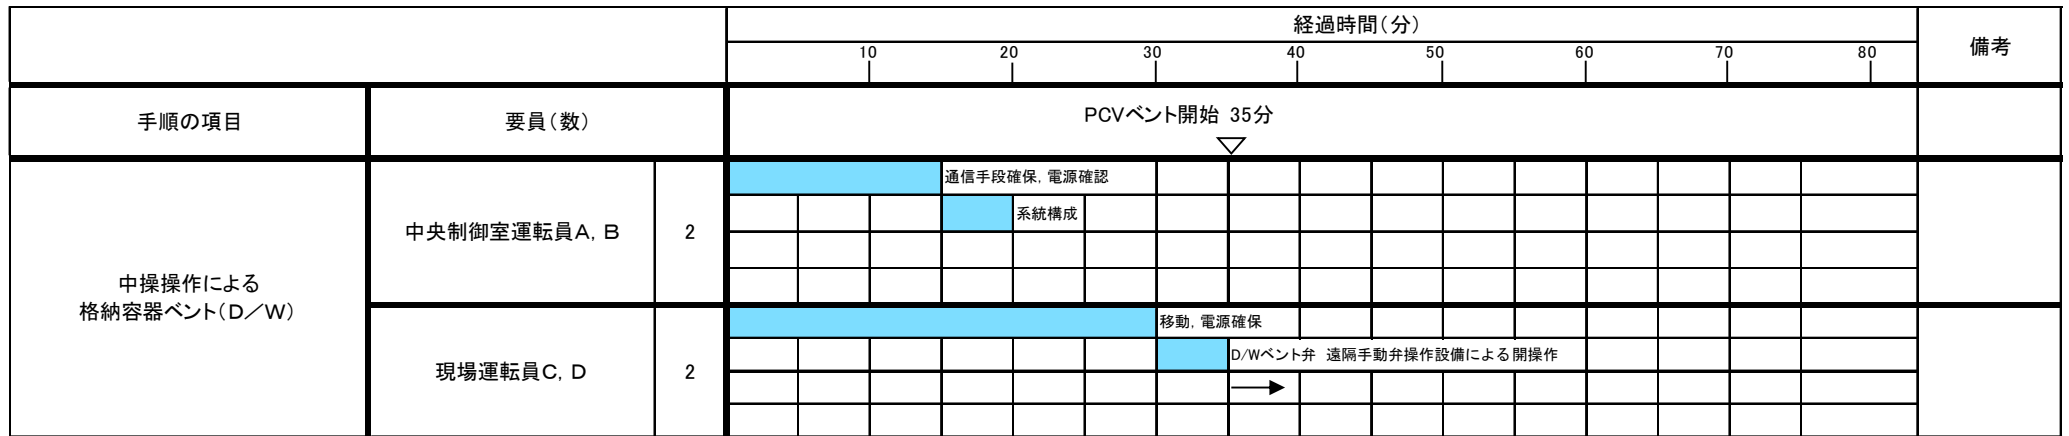 経過時間(分)
備考
10 20 30 40 50 60 70 80
手順の項目
要員(数)
PCVベント開始 35分
中操操作による
格納容器ベント(D/W)
中央制御室運転員A, B
2
通信手段確保, 電源確認
系統構成
現場運転員C, D
2
移動, 電源確保
D/Wベント弁 遠隔手動弁操作設備による開操作